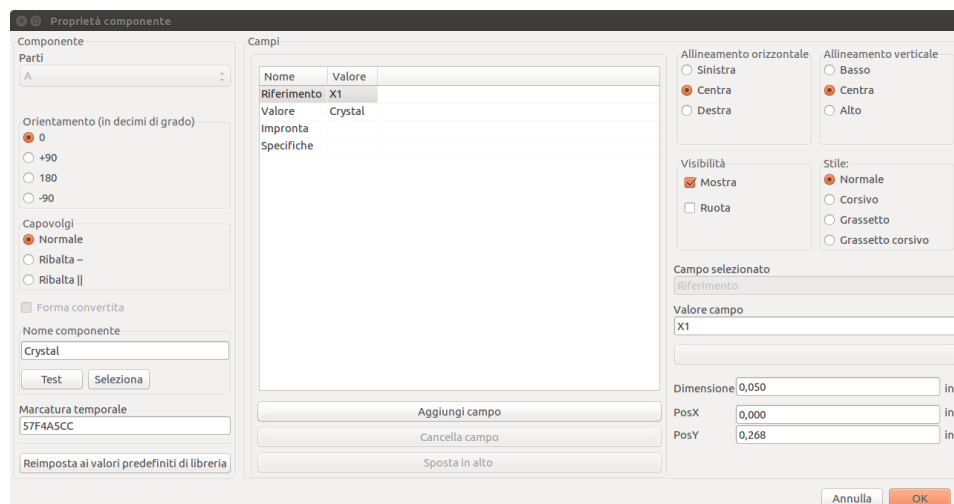 Proprietà componente
Componente
Parti
A
Orientamento (in decimi di grado)
0
+90
180
-90
Capovolgi
Normale
Ribalta --
Ribalta ||
Forma convertita
Nome componente
Crystal
Test Seleziona
Marcatura temporale
57F4A5CC
Reimposta ai valori predefiniti di libreria
Campi
Nome Valore
Riferimento X1
Valore Crystal
Impronta
Specifiche
Aggiungi campo
Cancella campo
Sposta in alto
Allineamento orizzontale
Sinistra
Centra
Destra
Allineamento verticale
Basso
Centra
Alto
Visibilità
Mostra
Ruota
Stile:
Normale
Corsivo
Grassetto
Grassetto corsivo
Campo selezionato
Riferimento
Valore campo
X1
Dimensione 0,050 in
PosX 0,000 in
PosY 0,268 in
Annulla OK